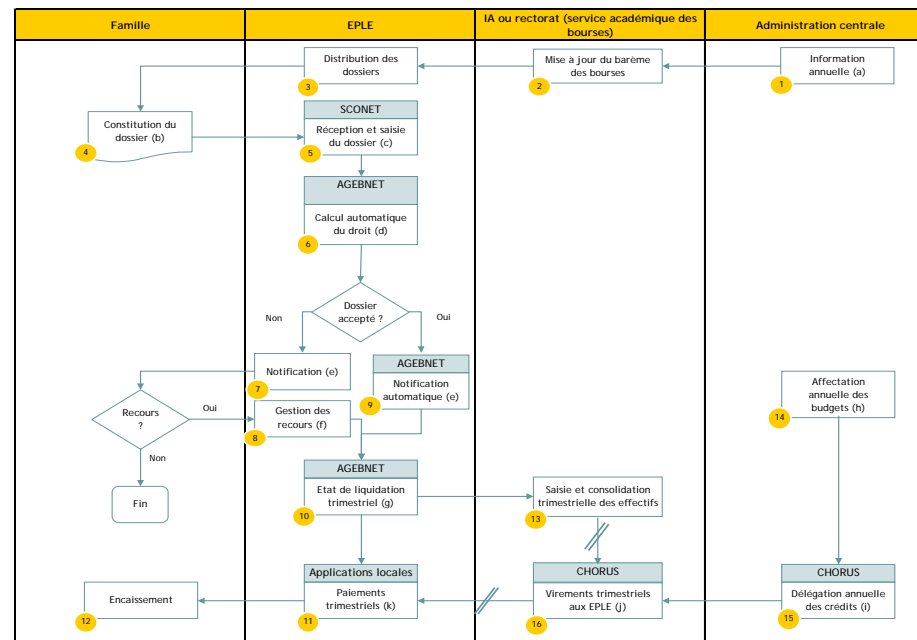 Famille
EPLE
IA ou rectorat (service académique des
bourses)
Administration centrale
Distribution des
dossiers
3
Mise à jour du barème
des bourses
2
Information
annuelle (a)
1
Constitution du
dossier (b)
4
SCONET
Réception et saisie
du dossier (c)
5
AGEBNET
Calcul automatique
du droit (d)
6
Dossier
accepté ?
Non
Oui
Notification (e)
7
AGEBNET
Notification
automatique (e)
9
Affectation
annuelle des
budgets (h)
14
Recours
?
Oui
Gestion des
recours (f)
8
Non
Fin
AGEBNET
Etat de liquidation
trimestriel (g)
10
Saisie et consolidation
trimestrielle des effectifs
13
Encaissement
12
Applications locales
Paiements
trimestriels (k)
11
CHORUS
Virements trimestriels
aux EPLE (j)
16
CHORUS
Délégation annuelle
des crédits (i)
15